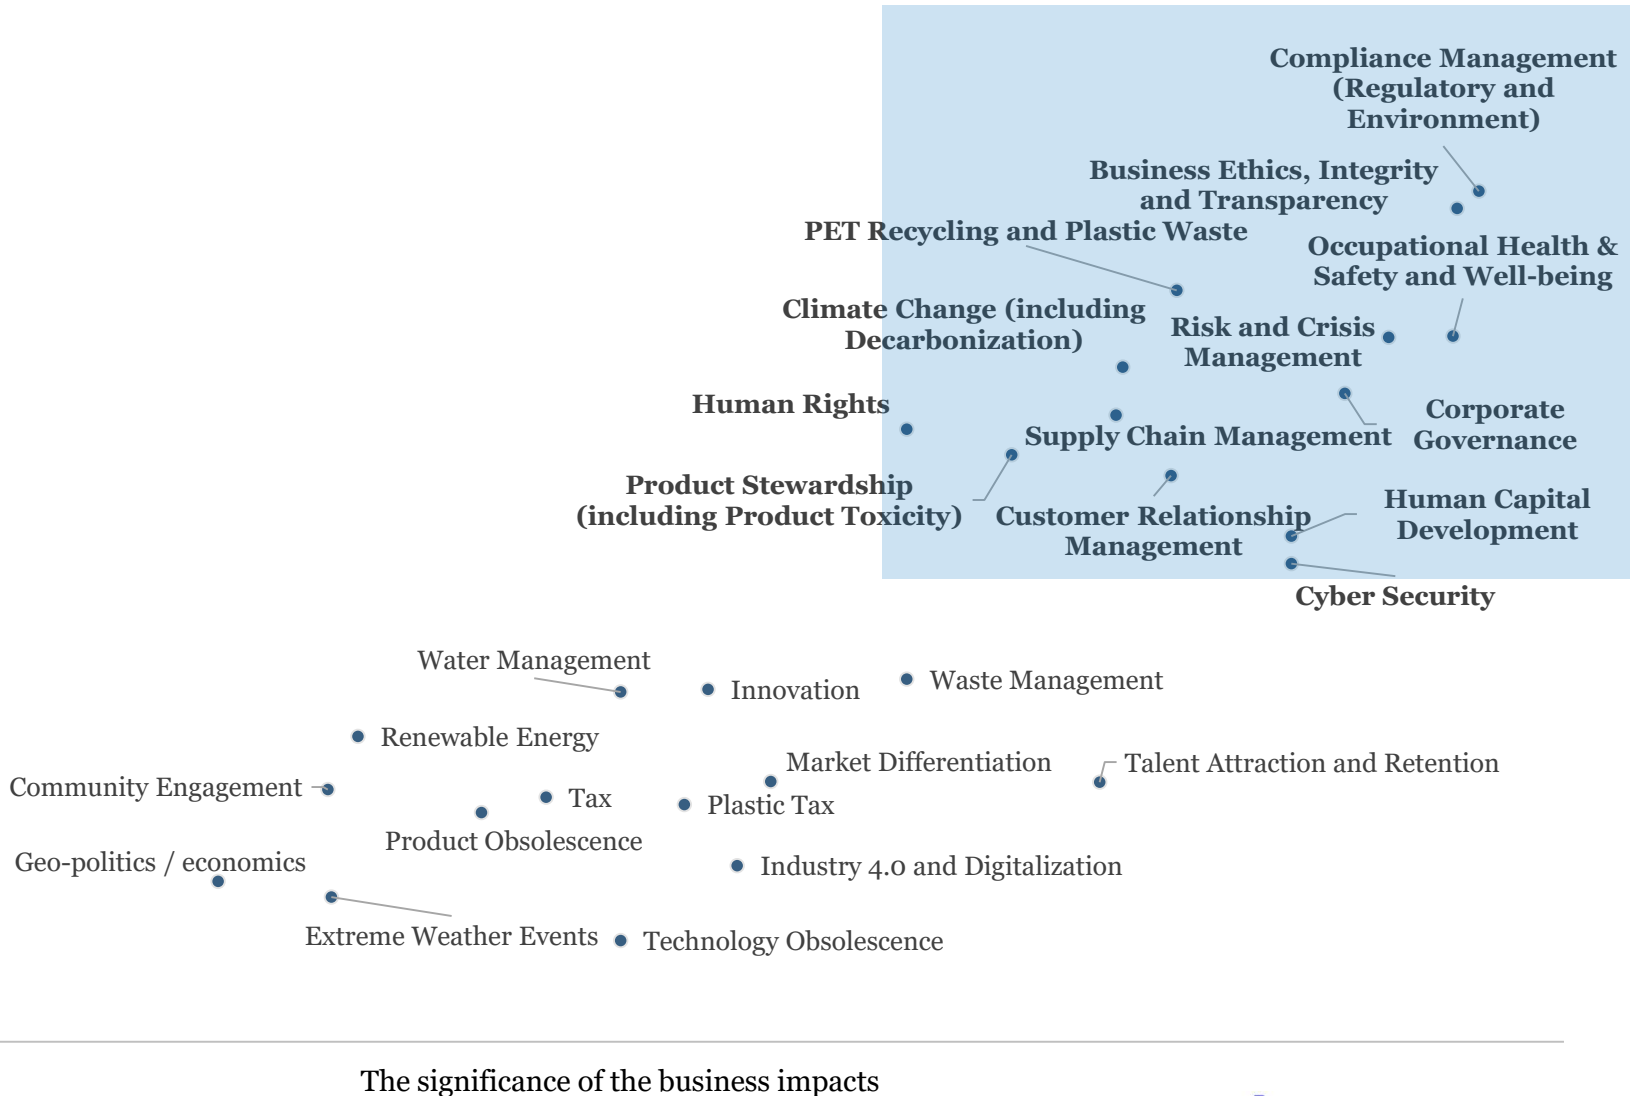 Compliance Management
(Regulatory and
Environment)
Business Ethics, Integrity
and Transparency
PET Recycling and Plastic Waste
Occupational Health &
Safety and Well-being
Climate Change (including
Decarbonization)
Risk and Crisis
Management
Human Rights
Corporate
Governance
Supply Chain Management
Product Stewardship
(including Product Toxicity)
Customer Relationship
Management
Human Capital
Development
Cyber Security
Water Management
Innovation
Waste Management
Renewable Energy
Market Differentiation
Talent Attraction and Retention
Community Engagement
Tax
Plastic Tax
Product Obsolescence
Geo-politics / economics
Industry 4.0 and Digitalization
Extreme Weather Events
Technology Obsolescence
The significance of the business impacts